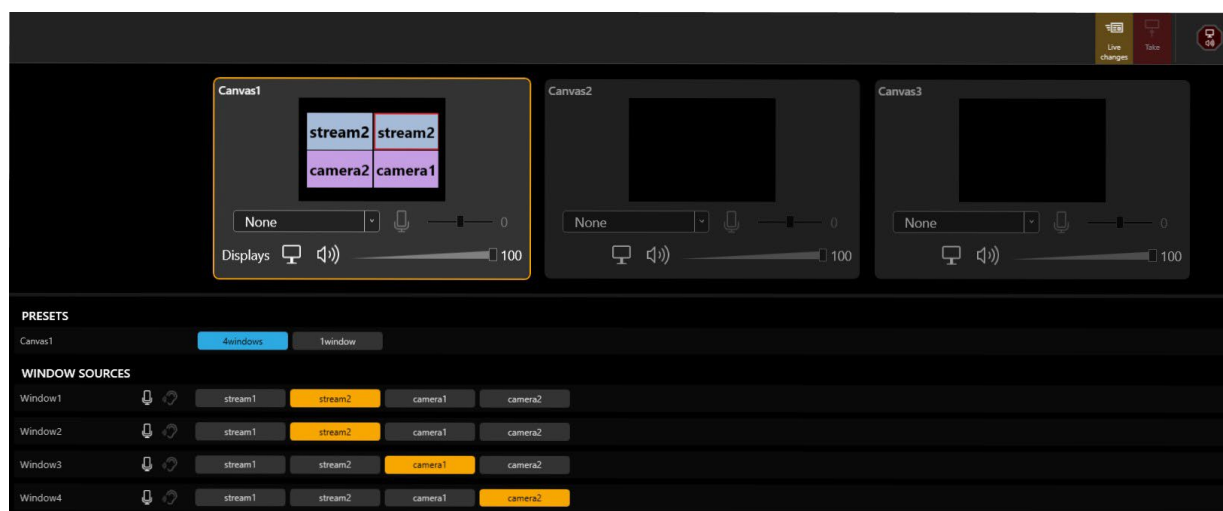 Live changes
Take
Canvas1
Canvas2
Canvas3
stream2 stream2
camera2 camera1
None 0
None 0
None 0
Displays 100
100
100
PRESETS
Canvas1 4windows 1window
WINDOW SOURCES
Window1 stream1 stream2 camera1 camera2
Window2 stream1 stream2 camera1 camera2
Window3 stream1 stream2 camera1 camera2
Window4 stream1 stream2 camera1 camera2